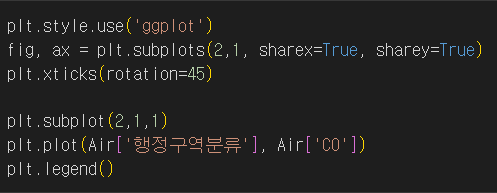 plt.style.use('ggplot')
fig, ax = plt.subplots(2,1, sharex=True, sharey=True)
plt.xticks(rotation=45)
plt.subplot(2,1,1)
plt.plot(Air['행정구역분류'], Air['CO'])
plt.legend()